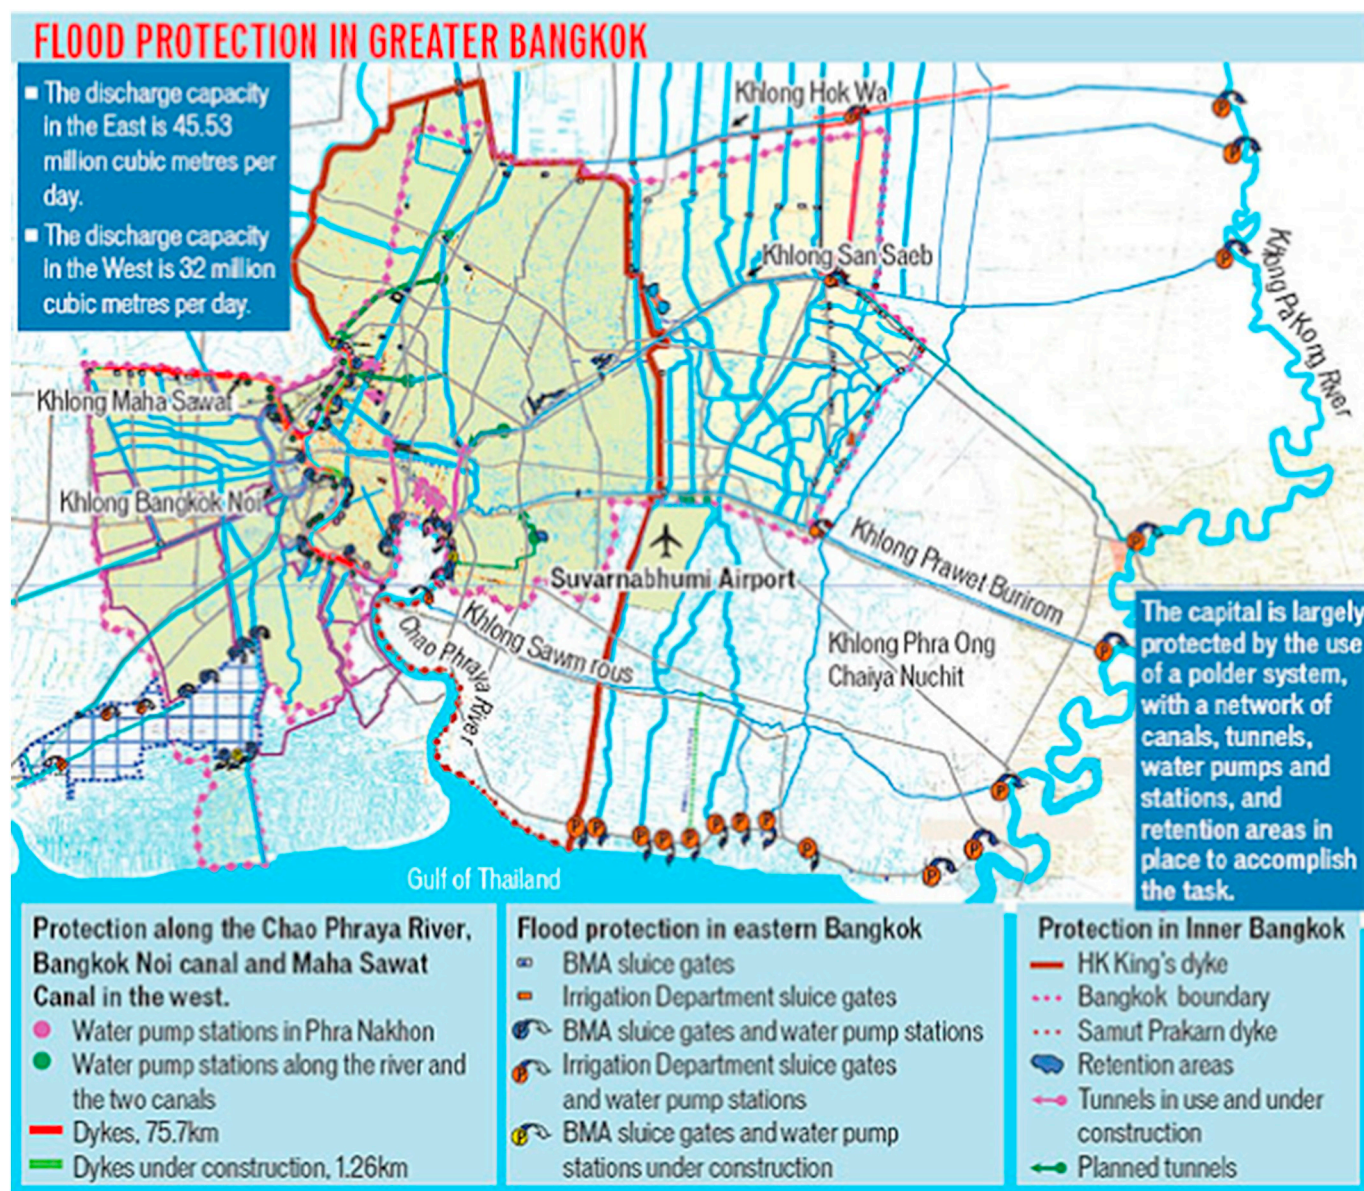 FLOOD PROTECTION IN GREATER BANGKOK
The discharge capacity
in the East is 45.53
million cubic metres per
day.
The discharge capacity
in the West is 32 million
cubic metres per day.
Khlong Hok Wa
Khlong San Saeb
Khlong Pa Kong River
Khlong Maha Sawat
Khlong Bangkok Noi
Khlong Prawet Burirom
Suvarnabhumi Airport
Khlong Sawm rous
Chao Phraya River
Khlong Phra Ong
Chaiya Nuchit
The capital is largely
protected by the use
of a polder system,
with a network of
canals, tunnels,
water pumps and
stations, and
retention areas in
place to accomplish
the task.
Gulf of Thailand
Protection along the Chao Phraya River,
Bangkok Noi canal and Maha Sawat
Canal in the west.
Water pump stations in Phra Nakhon
Water pump stations along the river and
the two canals
Dykes, 75.7km
Dykes under construction, 1.26km
Flood protection in eastern Bangkok
BMA sluice gates
Irrigation Department sluice gates
BMA sluice gates and water pump stations
Irrigation Department sluice gates
and water pump stations
BMA sluice gates and water pump
stations under construction
Protection in Inner Bangkok
HK King's dyke
Bangkok boundary
Samut Prakarn dyke
Retention areas
Tunnels in use and under
construction
Planned tunnels